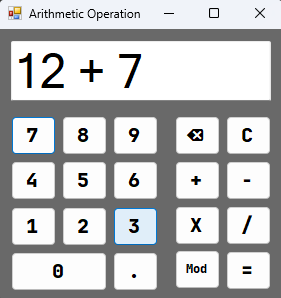 Arithmetic Operation
12 + 7
7 8 9 C
4 5 6 + -
1 2 3 X /
0 . Mod =